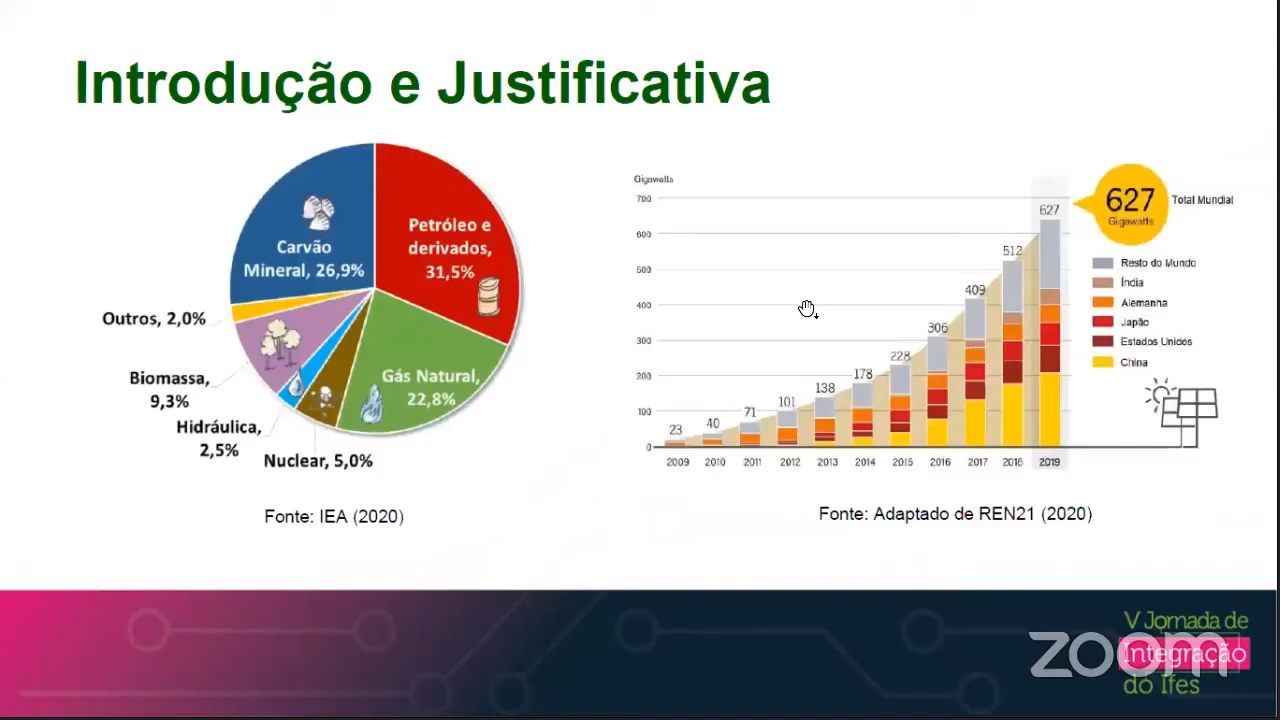 Introdução e Justificativa
Petróleo e
derivados,
31,5%
Carvão
Mineral, 26,9%
Outros, 2,0%
Biomassa,
9,3%
Hidráulica,
2,5%
Nuclear, 5,0%
Gás Natural,
22,8%
Fonte: IEA (2020)
Gigawatts
700
600
500
400
300
200
100
0
23
40
71
101
138
178
228
306
409
512
627
2009
2010
2011
2012
2013
2014
2015
2016
2017
2018
2019
627
Gigawatts
Total Mundial
Resto do Mundo
Índia
Alemanha
Japão
Estados Unidos
China
Fonte: Adaptado de REN21 (2020)
V Jornada de
Integração
do Ifes
zoom